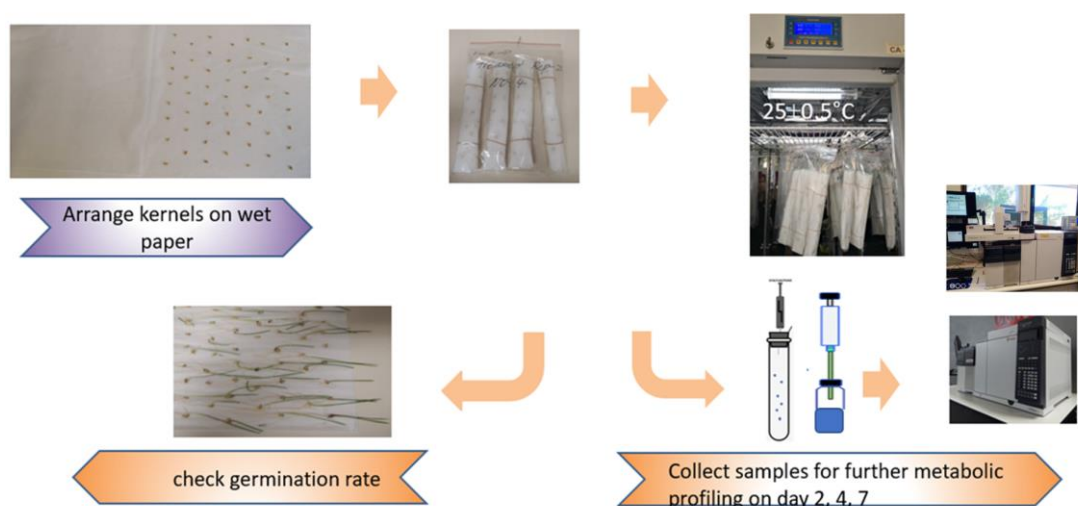 CA
25±0.5°C
Arrange kernels on wet
paper
check germination rate
Collect samples for further metabolic
profiling on day 2, 4, 7